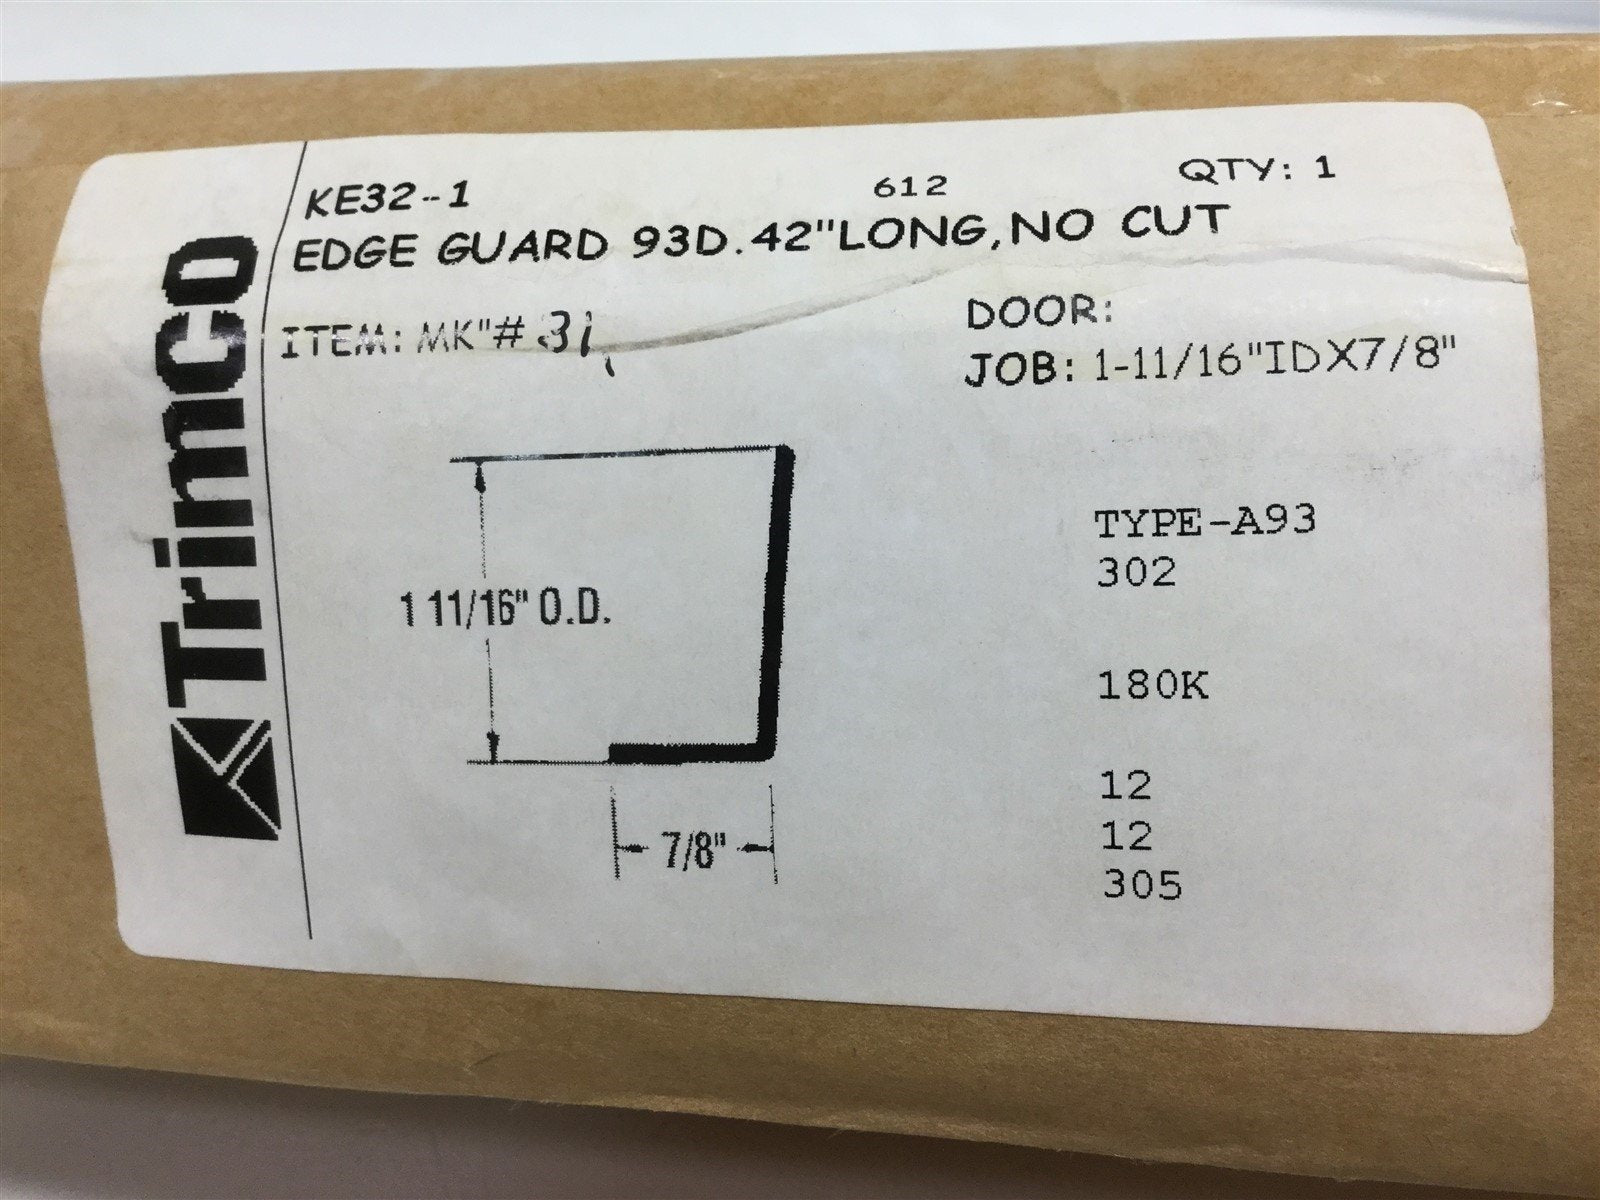 Trimco
KE32-1 612 QTY: 1
EDGE GUARD 93D.42"LONG,NO CUT
ITEM: MK"# 31
DOOR:
JOB: 1-11/16"IDX7/8"
1 11/16" O.D.
7/8"
TYPE-A93
302
180K
12
12
305